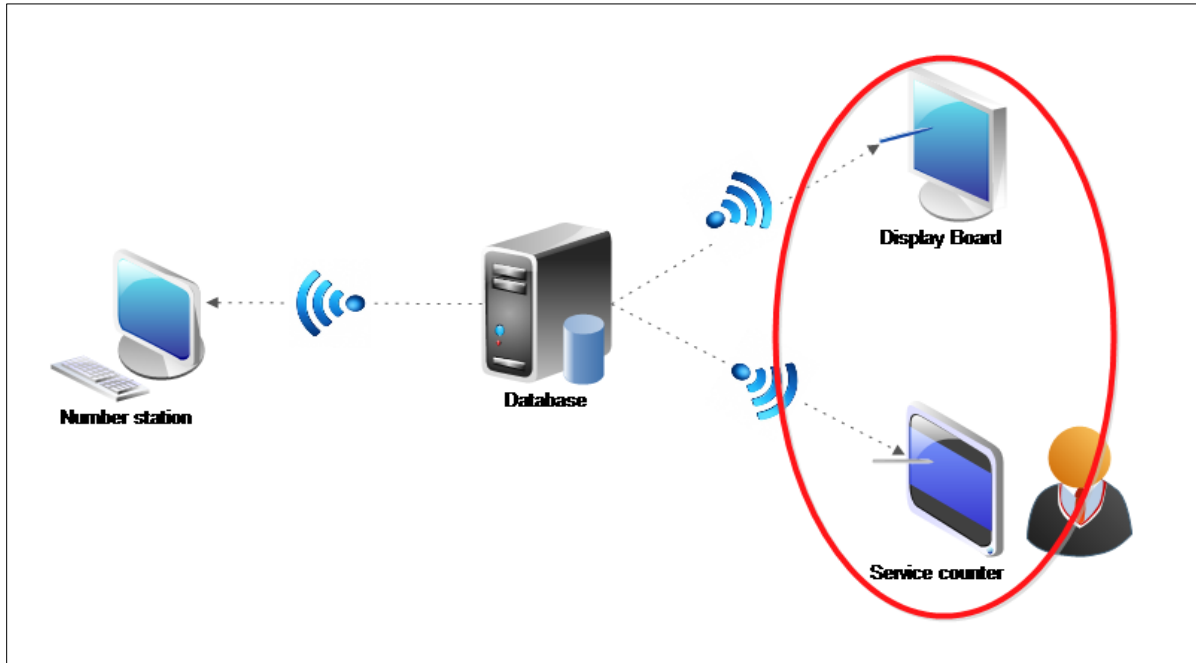 Display Board
Number station
Database
Service counter